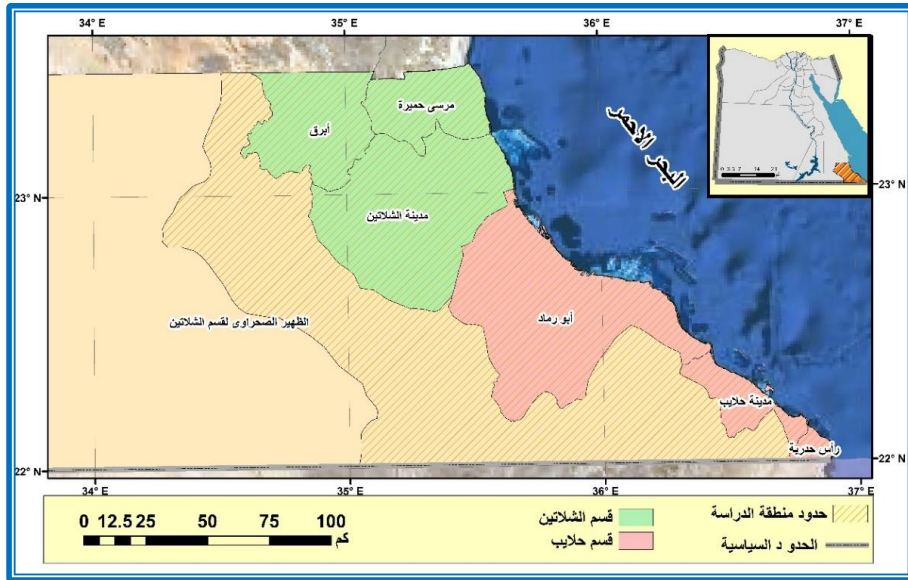 34° E
35° E
36° E
37° E
مرسى حميرة
أبرق
البحر الأحمر
23°
23° N
مدينة الشلاتين
أبو رماد
الظهير الصحراوى لقسم الشلاتين
مدينة حلايب
رأس حدربة
22° N
22° N
34° E
35° E
36° E
37° E
0 12.5 25 50 75 100
كم
قسم الشلاتين
قسم حلايب
حدود منطقة الدراسة
الحدو د السياسية